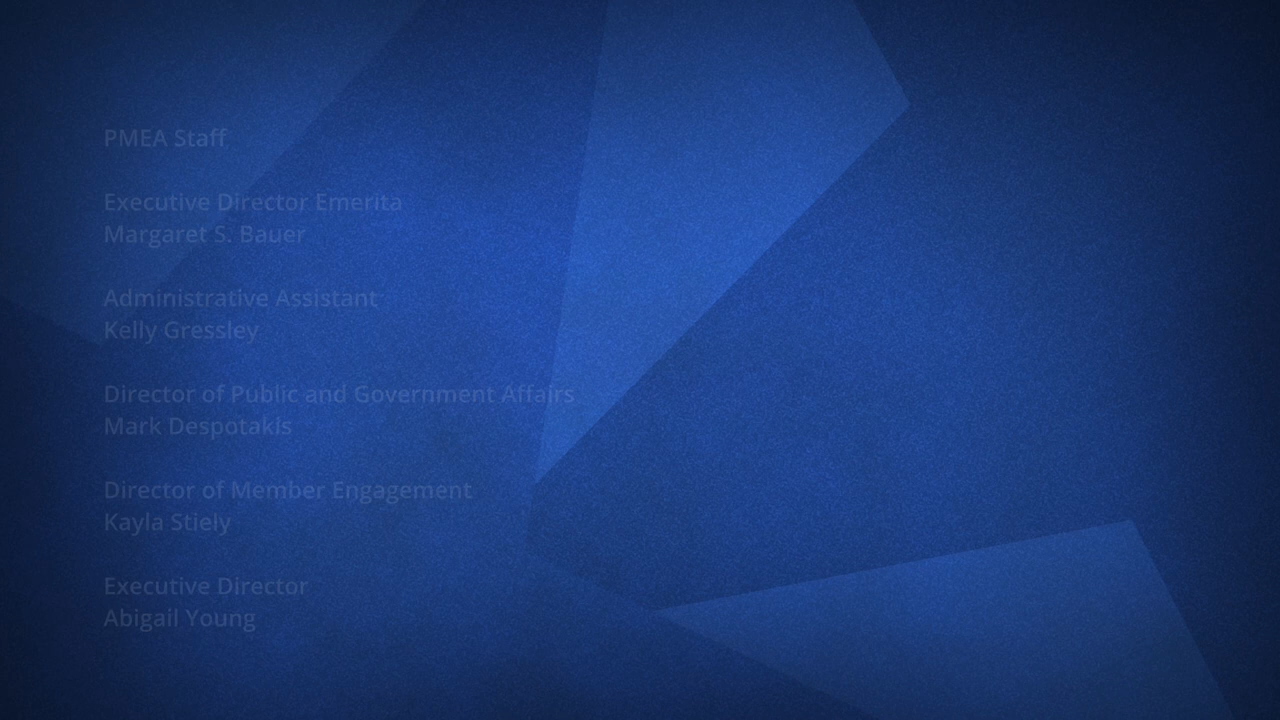 PMEA Staff
Executive Director Emerita
Margaret S. Bauer
Administrative Assistant
Kelly Gressley
Director of Public and Government Affairs
Mark Despotakis
Director of Member Engagement
Kayla Stiely
Executive Director
Abigail Young